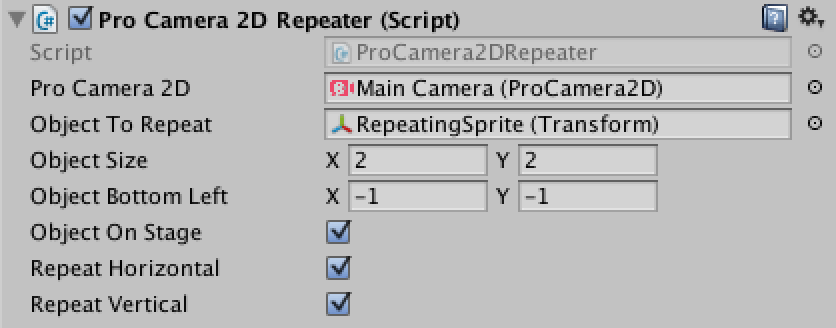 Pro Camera 2D Repeater (Script)
Script ProCamera2DRepeater
Pro Camera 2D Main Camera (ProCamera2D)
Object To Repeat RepeatingSprite (Transform)
Object Size X 2 Y 2
Object Bottom Left X -1 Y -1
Object On Stage
Repeat Horizontal
Repeat Vertical